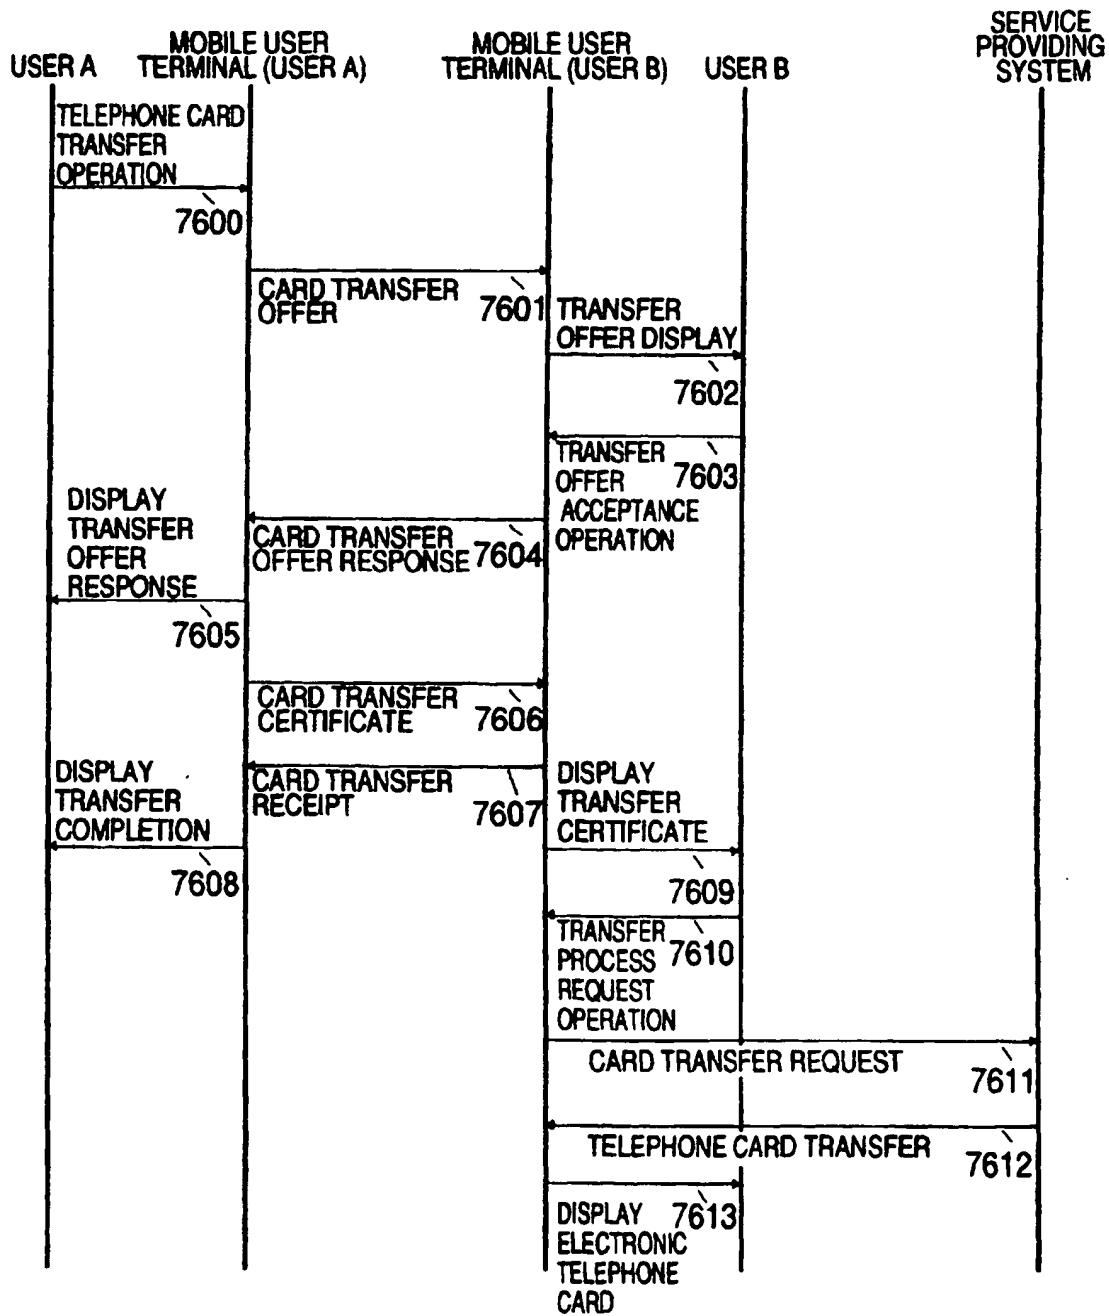 USER A
MOBILE USER
TERMINAL (USER A)
MOBILE USER
TERMINAL (USER B)
USER B
SERVICE
PROVIDING
SYSTEM
TELEPHONE CARD
TRANSFER
OPERATION
7600
CARD TRANSFER
OFFER
7601
TRANSFER
OFFER DISPLAY
7602
TRANSFER
OFFER
ACCEPTANCE
OPERATION
7603
CARD TRANSFER
OFFER RESPONSE
7604
DISPLAY
TRANSFER
OFFER
RESPONSE
7605
CARD TRANSFER
CERTIFICATE
7606
CARD TRANSFER
RECEIPT
7607
DISPLAY
TRANSFER
COMPLETION
7608
DISPLAY
TRANSFER
CERTIFICATE
7609
TRANSFER
PROCESS
REQUEST
OPERATION
7610
CARD TRANSFER REQUEST
7611
TELEPHONE CARD TRANSFER
7612
DISPLAY
ELECTRONIC
TELEPHONE
CARD
7613